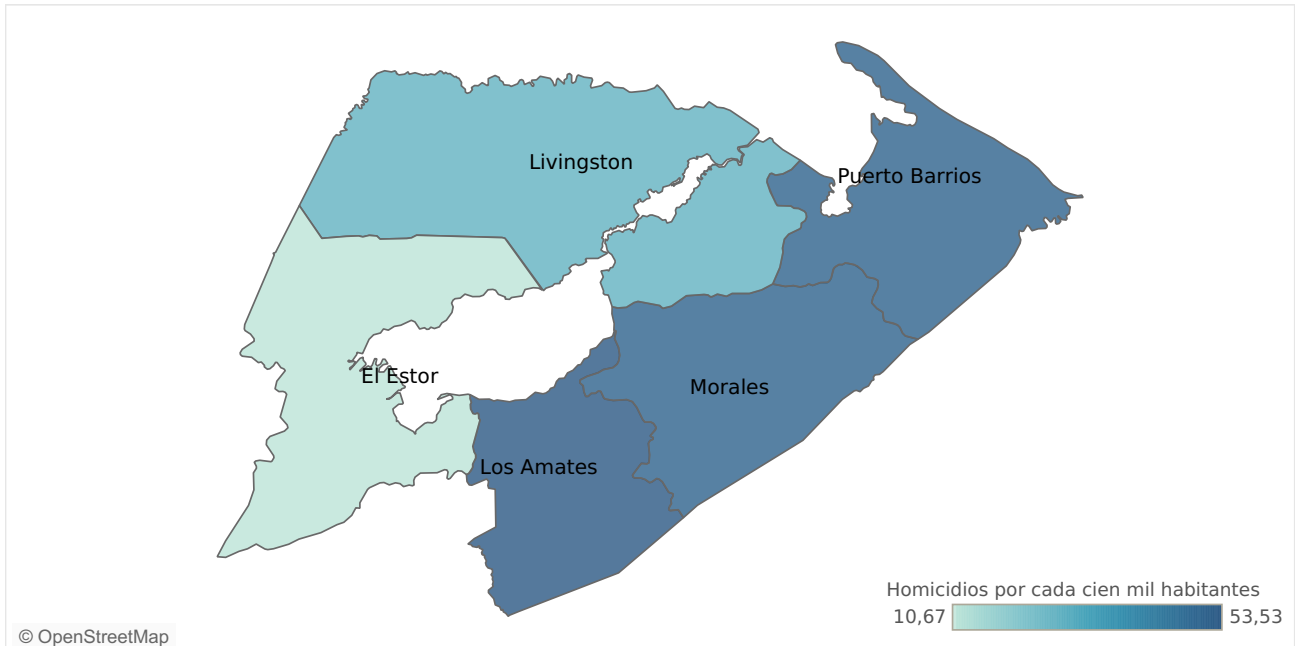 Livingston
Puerto Barrios
El Estor
Morales
Los Amates
Homicidios por cada cien mil habitantes
10,67
53,53
© OpenStreetMap